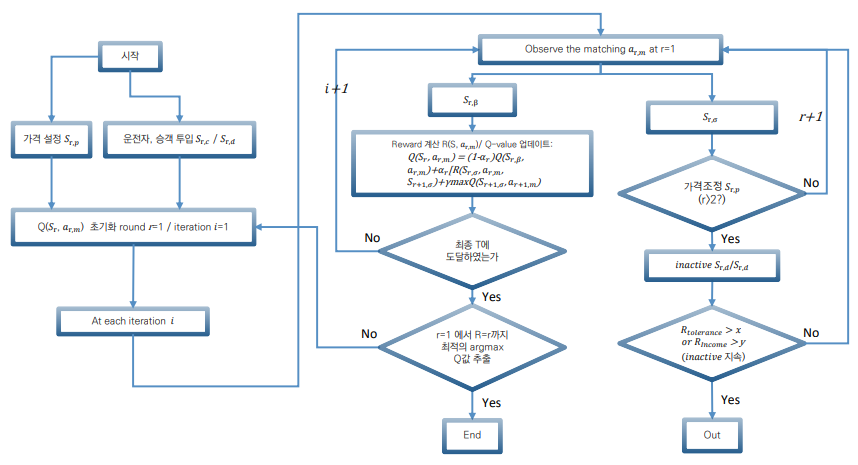 시작
가격 설정 S_{r,p}
운전자, 승객 투입 S_{r,c} / S_{r,d}
Q(S_r, a_{r,m}) 초기화 round r=1 / iteration i=1
At each iteration i
Observe the matching a_{r,m} at r=1
i+1
S_{r,β}
Reward 계산 R(S, a_{r,m})/ Q-value 업데이트:
Q(S_r, a_{r,m}) = (1-α_r)Q(S_{r,β},
a_{r,m})+α_r[R(S_{r,σ}, a_{r,m},
S_{r+1,σ})+γmaxQ(S_{r+1,σ}, a_{r+1,m})
No
최종 T에
도달하였는가
Yes
No
r=1 에서 R=r까지
최적의 argmax
Q값 추출
Yes
End
S_{r,σ}
r+1
가격조정 S_{r,p}
(r>2?)
No
Yes
inactive S_{r,d}/S_{r,d}
R_{tolerance} > x
or R_{Income} > y
(inactive 지속)
No
Yes
Out